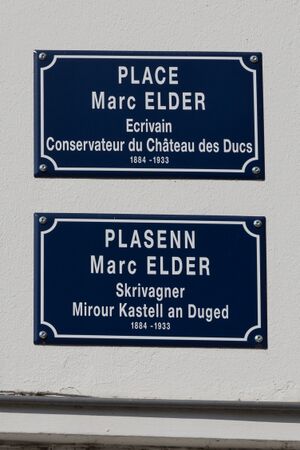 PLACE
Marc ELDER
Ecrivain
Conservateur du Château des Ducs
1884 -1933
PLASENN
Marc ELDER
Skrivagner
Mirour Kastell an Duged
1884 -1933